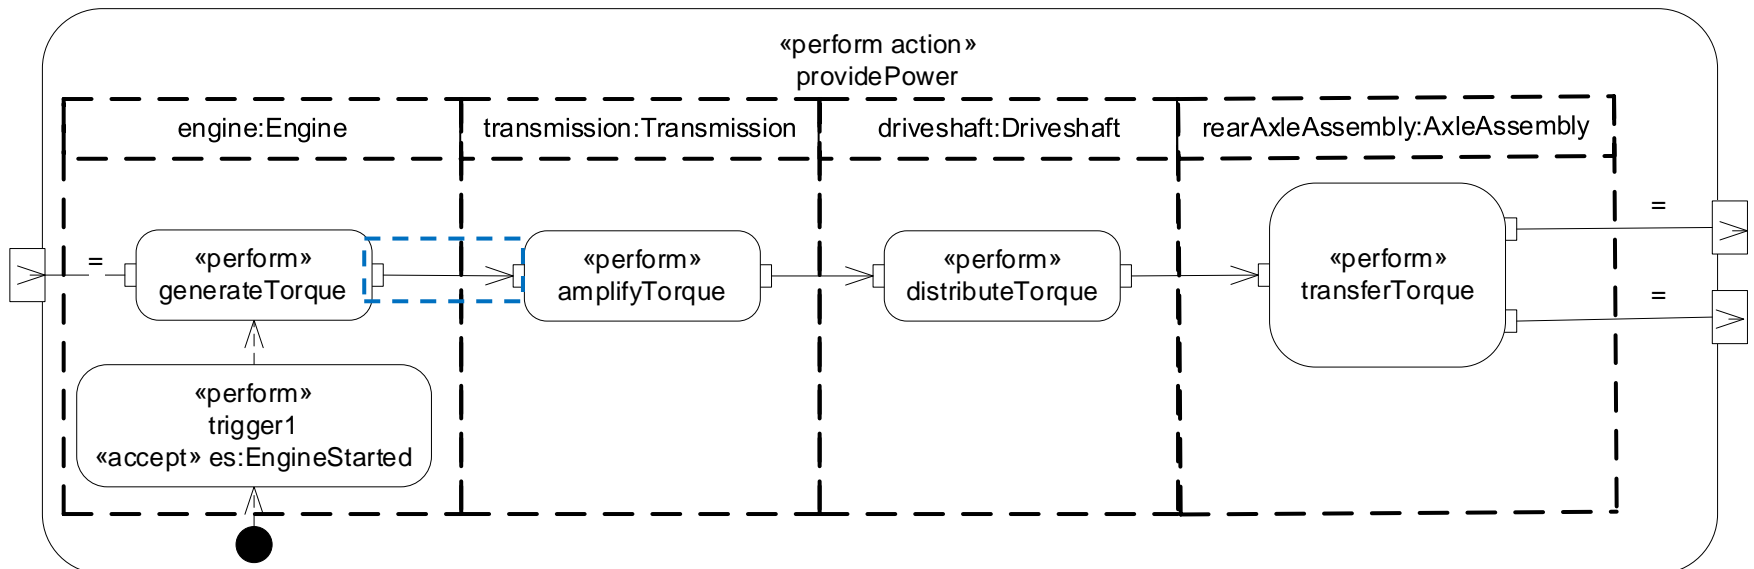 «perform action»
providePower
engine:Engine
transmission:Transmission
driveshaft:Driveshaft
rearAxleAssembly:AxleAssembly
=
«perform»
generateTorque
«perform»
amplifyTorque
«perform»
distributeTorque
«perform»
transferTorque
=
=
«perform»
trigger1
«accept» es:EngineStarted